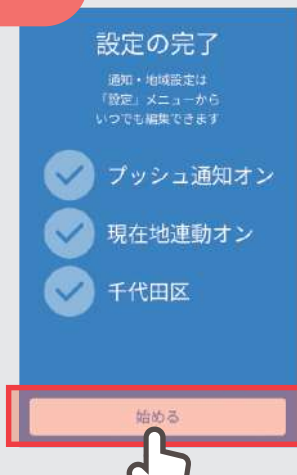 設定の完了
通知・地域設定は
「設定」メニューから
いつでも編集できます
プッシュ通知オン
現在地連動オン
千代田区
始める